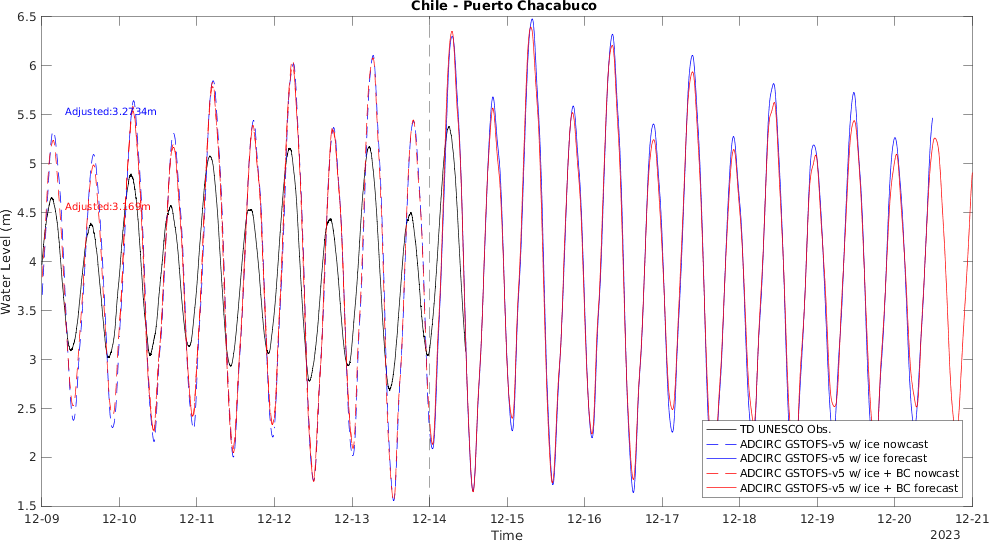 Chile - Puerto Chacabuco
6.5
6
5.5
5
4.5
4
3.5
3
2.5
2
1.5
Water Level (m)
Adjusted:3.2734m
Adjusted:3.169m
TD UNESCO Obs.
ADCIRC GSTOFS-v5 w/ ice nowcast
ADCIRC GSTOFS-v5 w/ ice forecast
ADCIRC GSTOFS-v5 w/ ice + BC nowcast
ADCIRC GSTOFS-v5 w/ ice + BC forecast
12-09 12-10 12-11 12-12 12-13 12-14 12-15 12-16 12-17 12-18 12-19 12-20 12-21
Time
2023